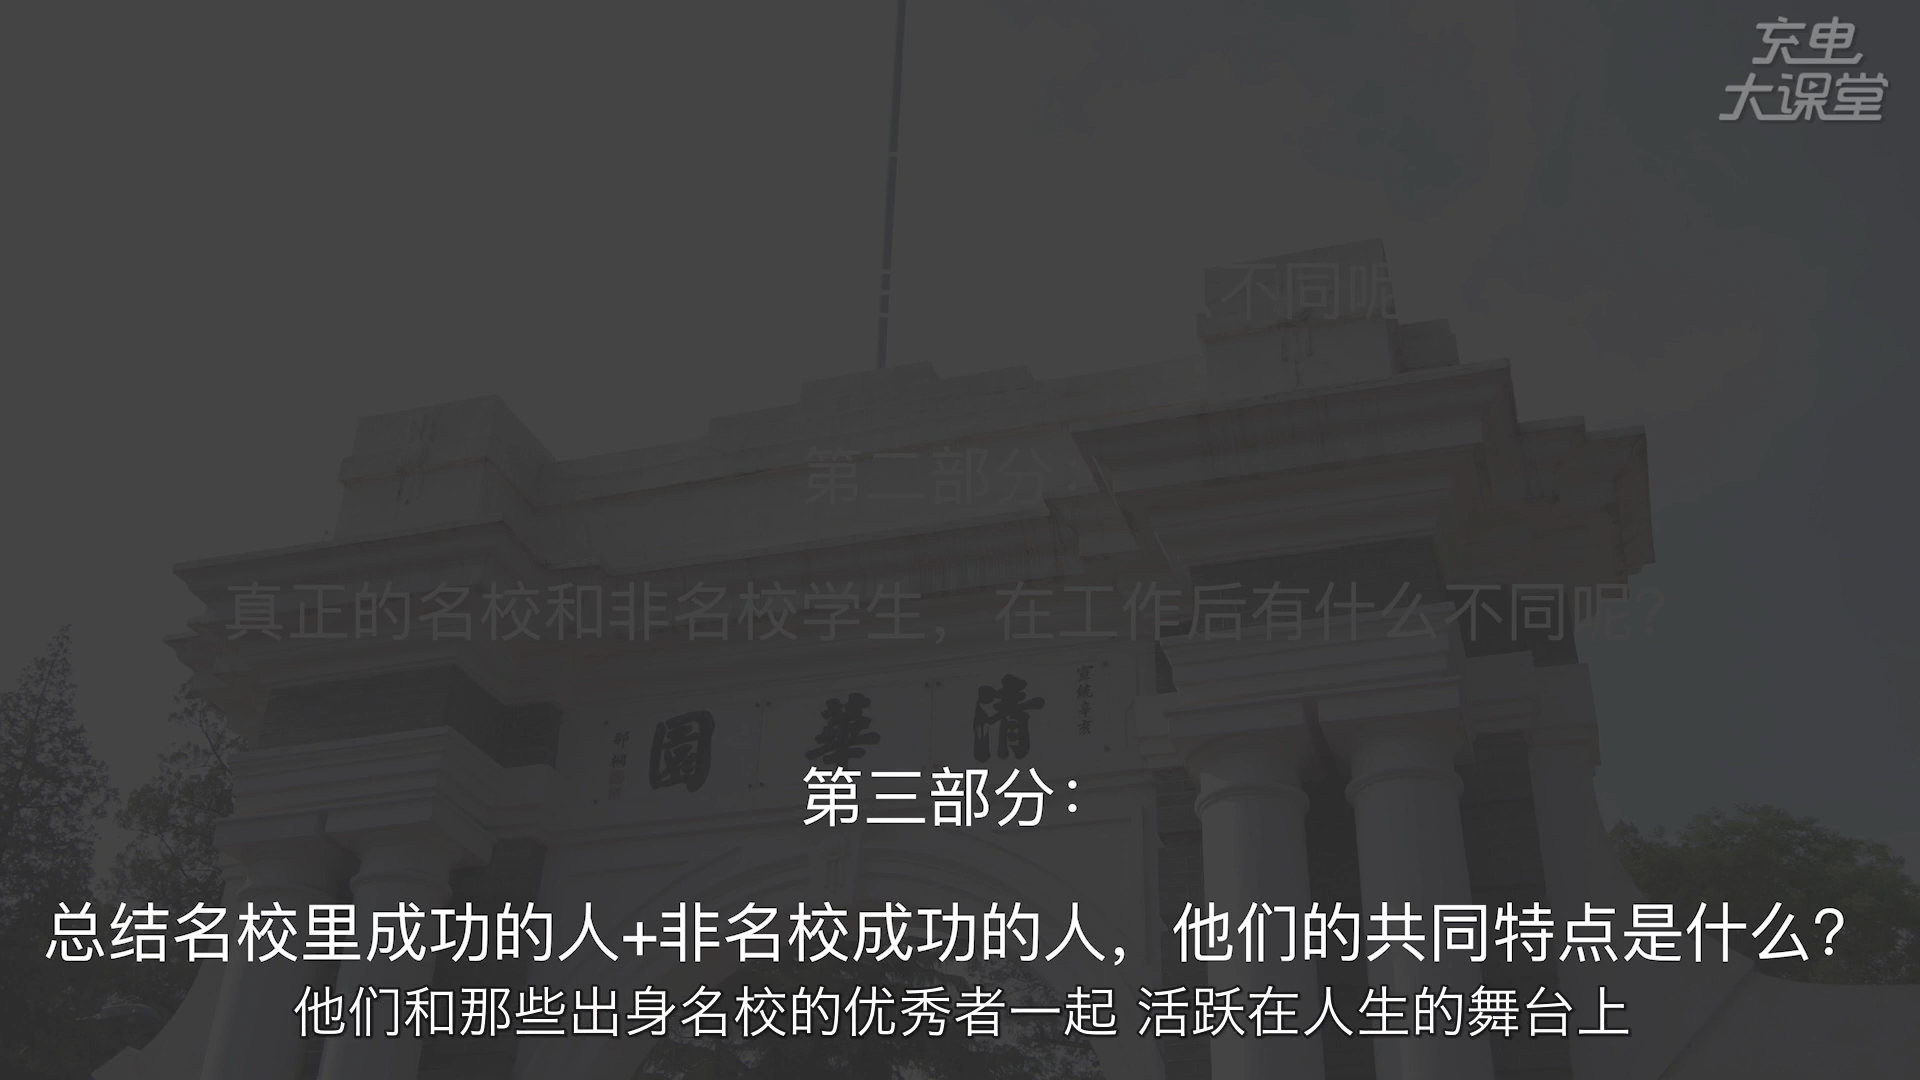 充电
大课堂
不同呢
第二部分：
真正的名校和非名校学生，在工作后有什么不同呢？
清華園
那桐
第三部分：
总结名校里成功的人+非名校成功的人，他们的共同特点是什么？
他们和那些出身名校的优秀者一起 活跃在人生的舞台上